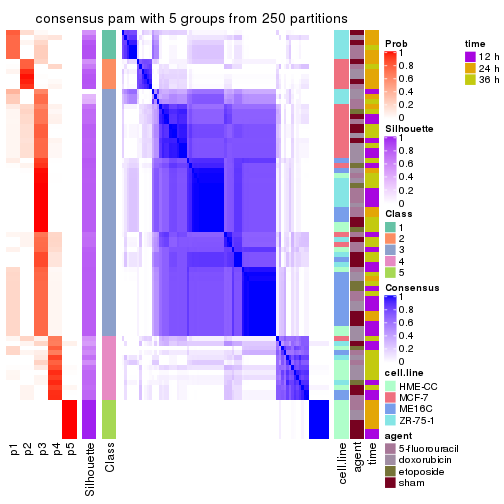 consensus pam with 5 groups from 250 partitions
Prob
1
0.8
0.6
0.4
0.2
0
Silhouette
1
0.8
0.6
0.4
0.2
0
Class
1
2
3
4
5
Consensus
1
0.8
0.6
0.4
0.2
0
cell.line
HME-CC
MCF-7
ME16C
ZR-75-1
agent
5-fluorouracil
doxorubicin
etoposide
sham
time
12 h
24 h
36 h
p1
p2
p3
p4
p5
Silhouette
Class
cell.line
agent
time